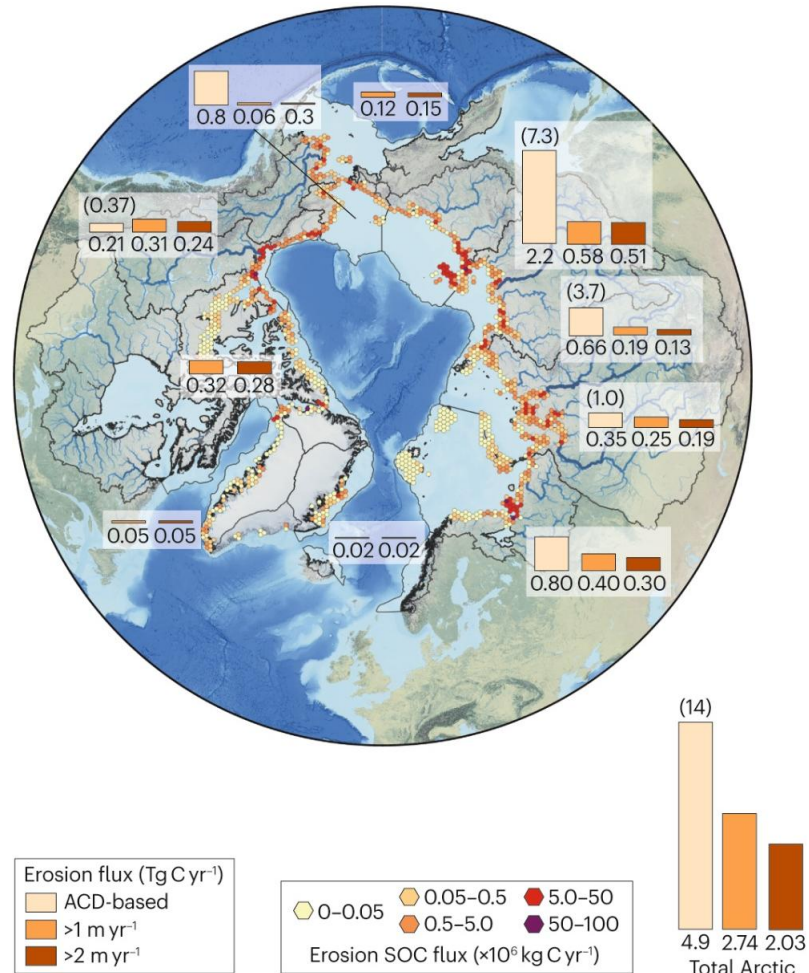 0.8 0.06 0.3
0.12 0.15
(7.3)
2.2 0.58 0.51
(0.37)
0.21 0.31 0.24
(3.7)
0.66 0.19 0.13
0.32 0.28
(1.0)
0.35 0.25 0.19
0.05 0.05
0.02 0.02
0.80 0.40 0.30
(14)
4.9 2.74 2.03
Total Arctic
Erosion flux (Tg C yr⁻¹)
ACD-based
>1 m yr⁻¹
>2 m yr⁻¹
0–0.05 0.05–0.5 5.0–50
0.5–5.0 50–100
Erosion SOC flux (×10⁶ kg C yr⁻¹)